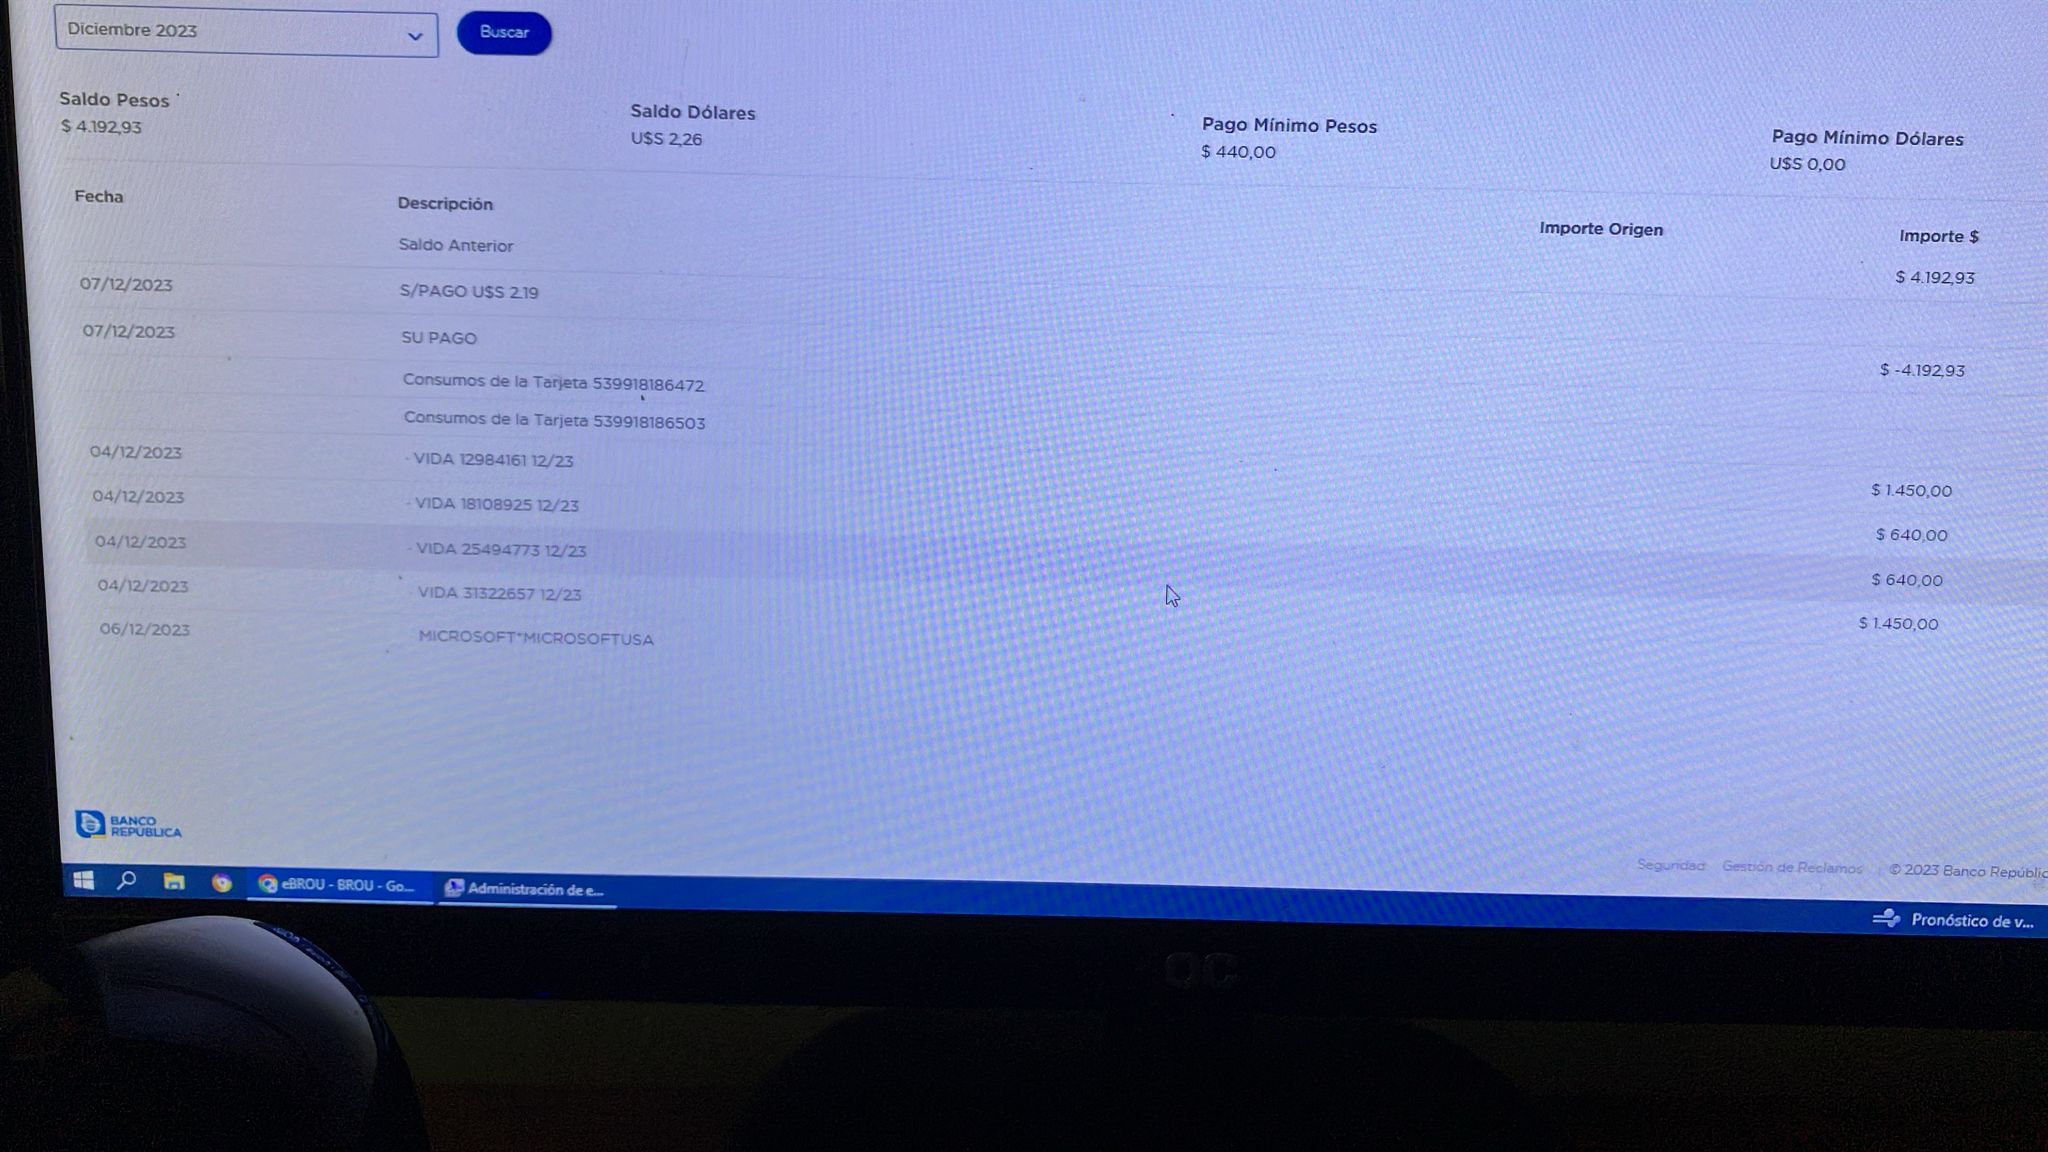 Diciembre 2023
Buscar
Saldo Pesos
$ 4.192,93
Saldo Dólares
U$S 2,26
Pago Mínimo Pesos
$ 440,00
Pago Mínimo Dólares
U$S 0,00
Fecha Descripción Importe Origen Importe $
Saldo Anterior $ 4.192,93
07/12/2023 S/PAGO U$S 2.19
07/12/2023 SU PAGO $ -4.192,93
Consumos de la Tarjeta 539918186472
Consumos de la Tarjeta 539918186503
04/12/2023 - VIDA 12984161 12/23 $ 1.450,00
04/12/2023 - VIDA 18108925 12/23 $ 640,00
04/12/2023 - VIDA 25494773 12/23 $ 640,00
04/12/2023 VIDA 31322657 12/23 $ 1.450,00
06/12/2023 MICROSOFT*MICROSOFTUSA
BANCO
REPÚBLICA
Seguridad Gestión de Reclamos | © 2023 Banco Repúblic
eBROU - BROU - Go... Administración de e...
Pronóstico de v...